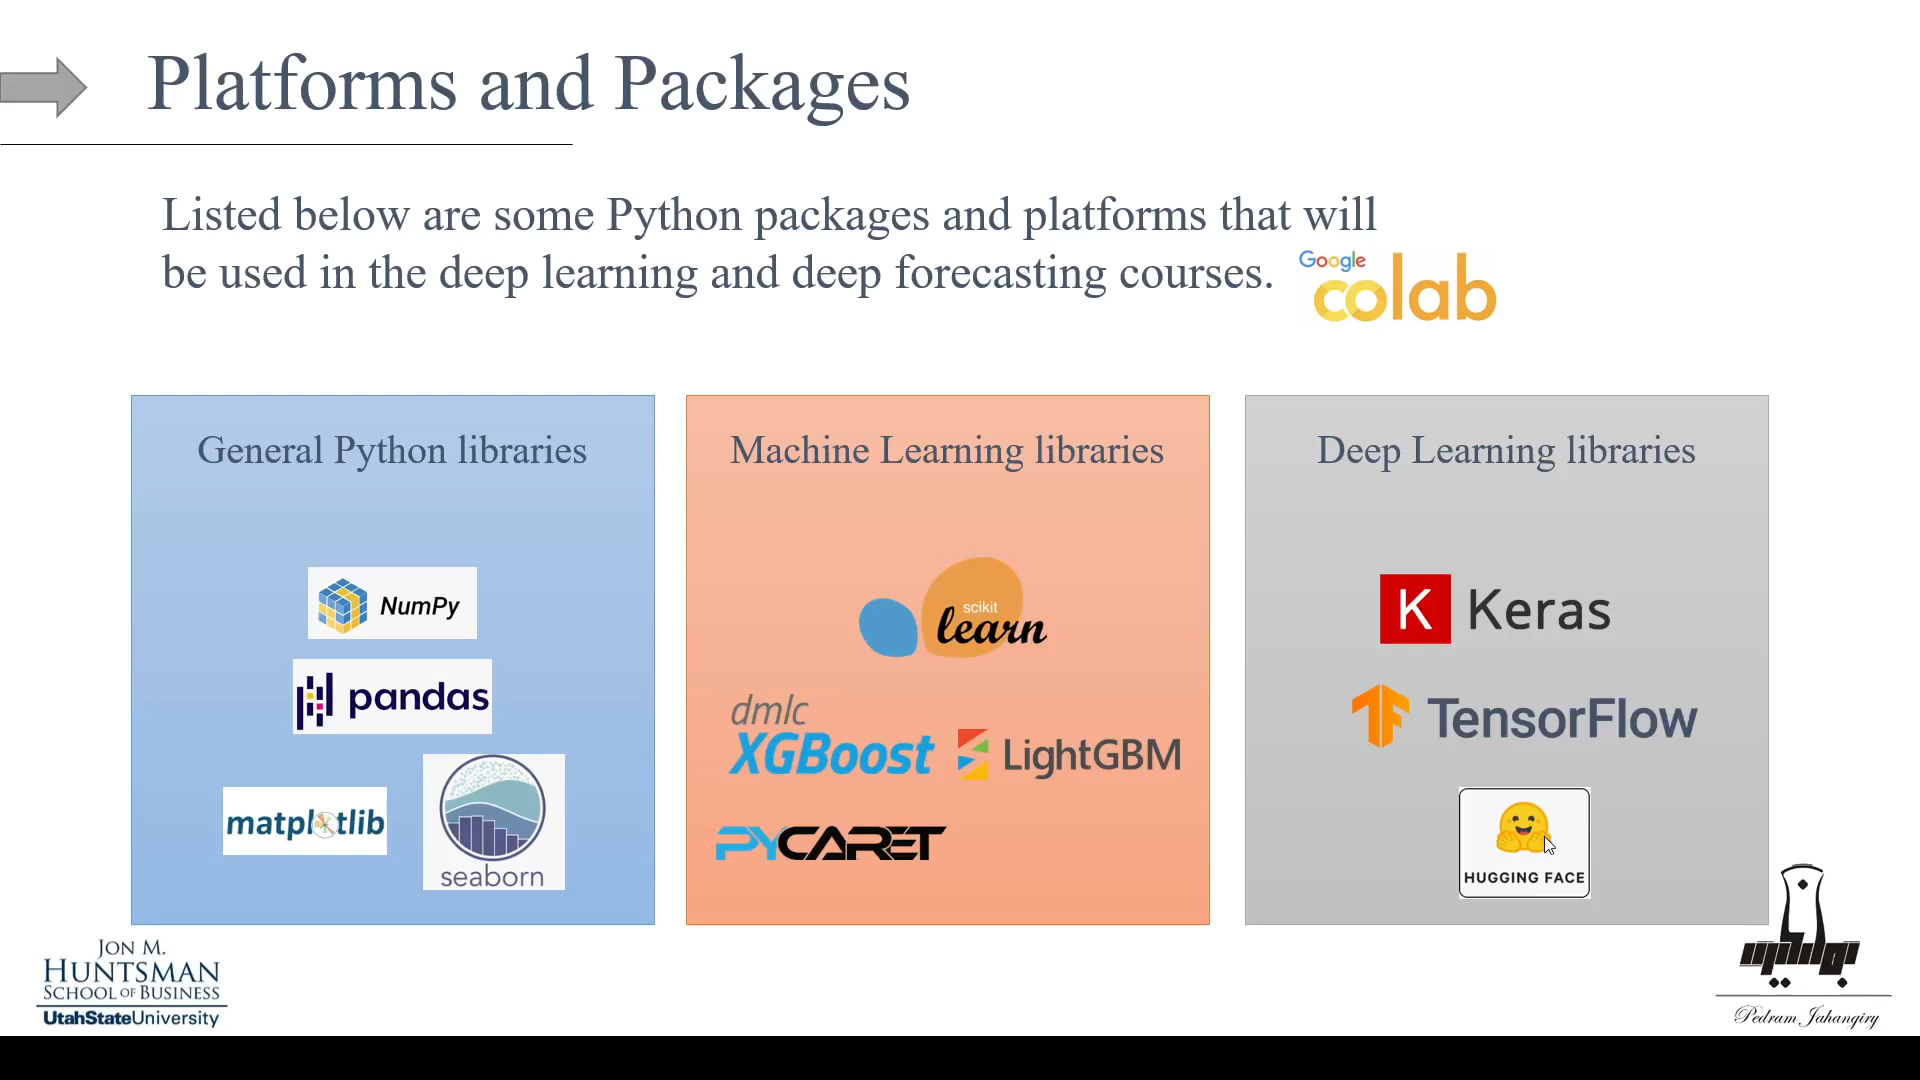 Platforms and Packages
Listed below are some Python packages and platforms that will
be used in the deep learning and deep forecasting courses.
Google
colab
General Python libraries
NumPy
pandas
matplotlib
seaborn
Machine Learning libraries
scikit
learn
dmlc
XGBoost
LightGBM
PYCARET
Deep Learning libraries
K Keras
TensorFlow
HUGGING FACE
JON M.
HUNTSMAN
SCHOOL OF BUSINESS
UtahStateUniversity
Pedram Jahangiry